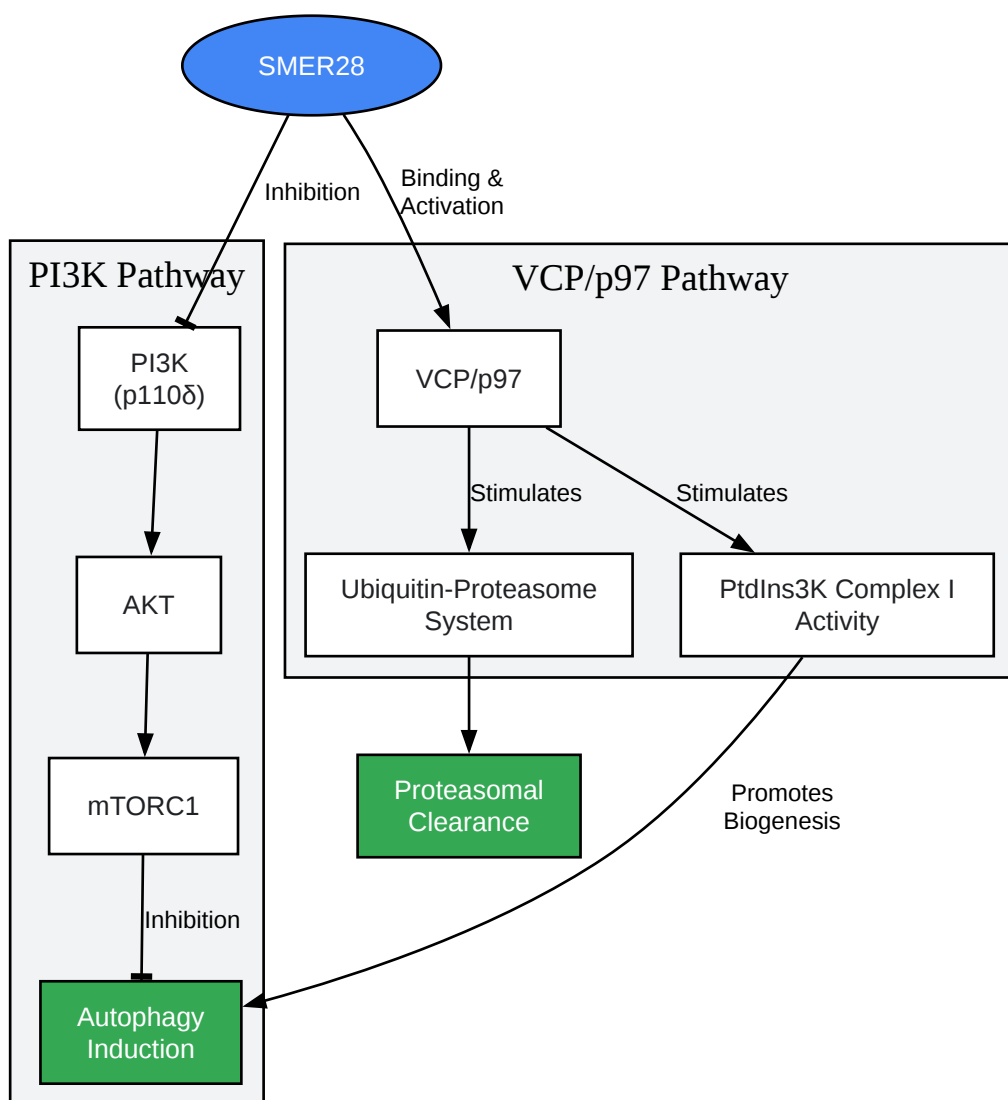 SMER28
Inhibition
Binding &
Activation
PI3K Pathway
PI3K
(p110δ)
AKT
mTORC1
Inhibition
Autophagy
Induction
VCP/p97 Pathway
VCP/p97
Stimulates
Stimulates
Ubiquitin-Proteasome
System
PtdIns3K Complex I
Activity
Proteasomal
Clearance
Promotes
Biogenesis